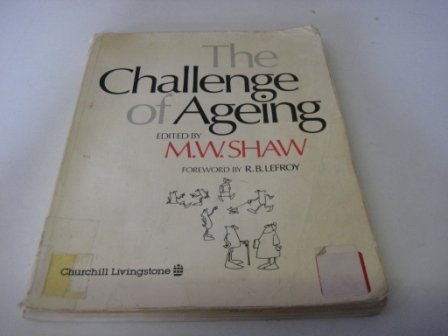 The
Challenge
of Ageing
EDITED BY
M.W. SHAW
FOREWORD BY R.B. LEFROY
Churchill Livingstone